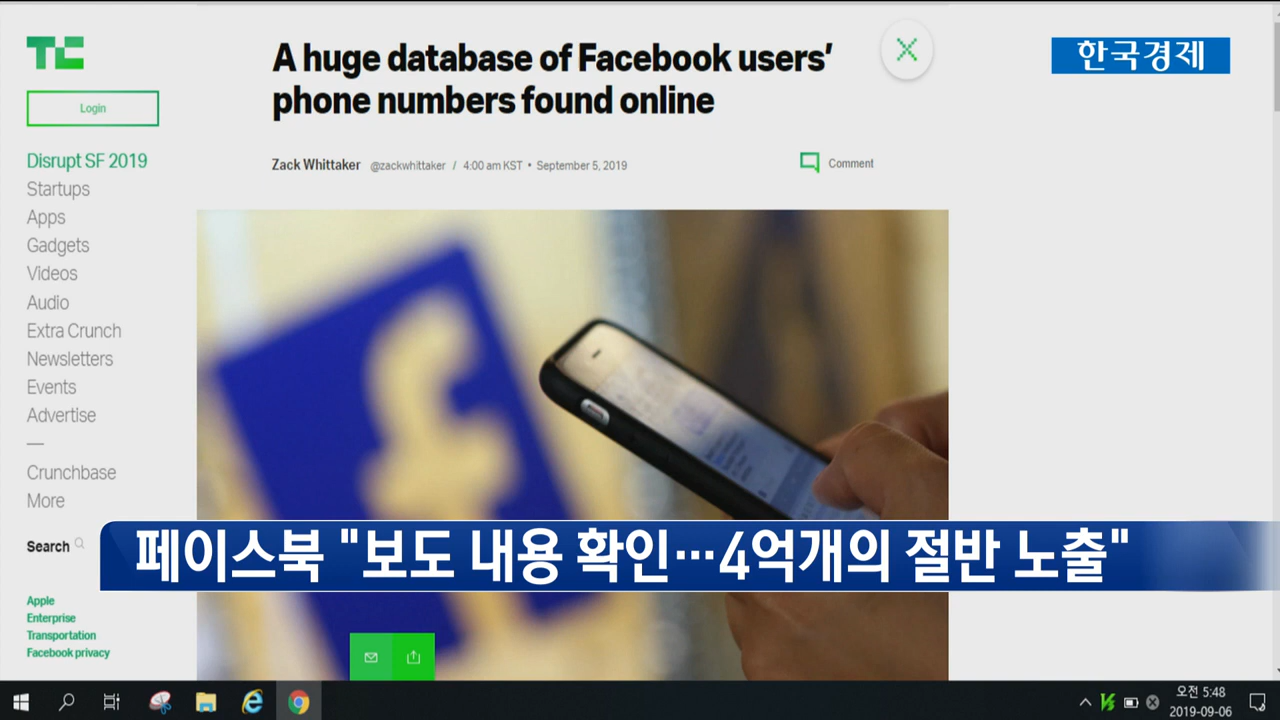 TC
Login
Disrupt SF 2019
Startups
Apps
Gadgets
Videos
Audio
Extra Crunch
Newsletters
Events
Advertise
—
Crunchbase
More
Search
Apple
Enterprise
Transportation
Facebook privacy
A huge database of Facebook users’
phone numbers found online
Zack Whittaker @zackwhittaker / 4:00 am KST • September 5, 2019
Comment
한국경제
페이스북 "보도 내용 확인…4억개의 절반 노출"
오전 5:48
2019-09-06